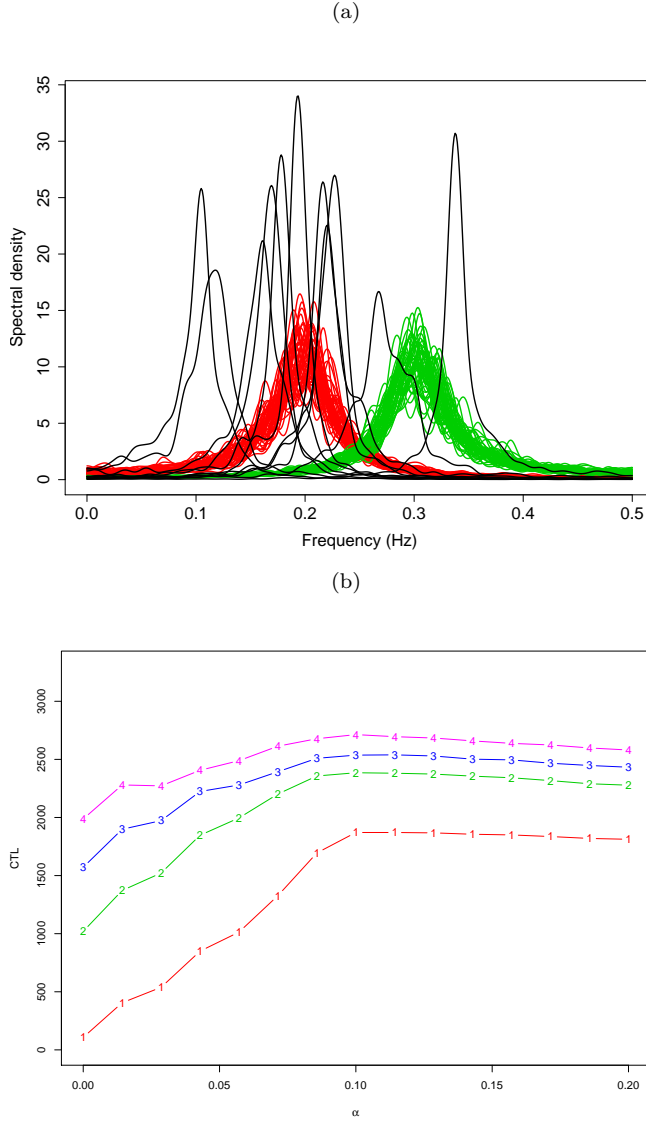 (a)
35
30
25
20
15
10
5
0
Spectral density
0.0 0.1 0.2 0.3 0.4 0.5
Frequency (Hz)
(b)
3000
2500
2000
1500
1000
500
0
CTL
4 4 4 4 4 4 4 4 4 4 4 4 4 4 4
3 3 3 3 3 3 3 3 3 3 3 3 3 3 3
2 2 2 2 2 2 2 2 2 2 2 2 2 2 2
1 1 1 1 1 1 1 1 1 1 1 1 1 1 1
0.00 0.05 0.10 0.15 0.20
α